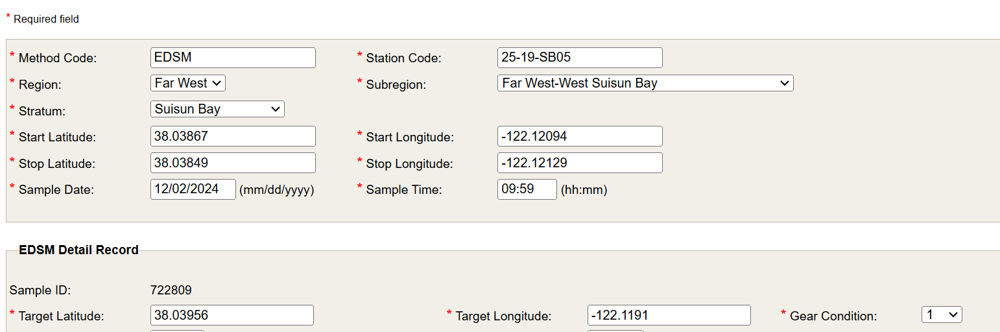 * Required field
* Method Code: EDSM * Station Code: 25-19-SB05
* Region: Far West * Subregion: Far West-West Suisun Bay
* Stratum: Suisun Bay
* Start Latitude: 38.03867 * Start Longitude: -122.12094
* Stop Latitude: 38.03849 * Stop Longitude: -122.12129
* Sample Date: 12/02/2024 (mm/dd/yyyy) * Sample Time: 09:59 (hh:mm)
EDSM Detail Record
Sample ID: 722809
* Target Latitude: 38.03956 * Target Longitude: -122.1191 * Gear Condition: 1